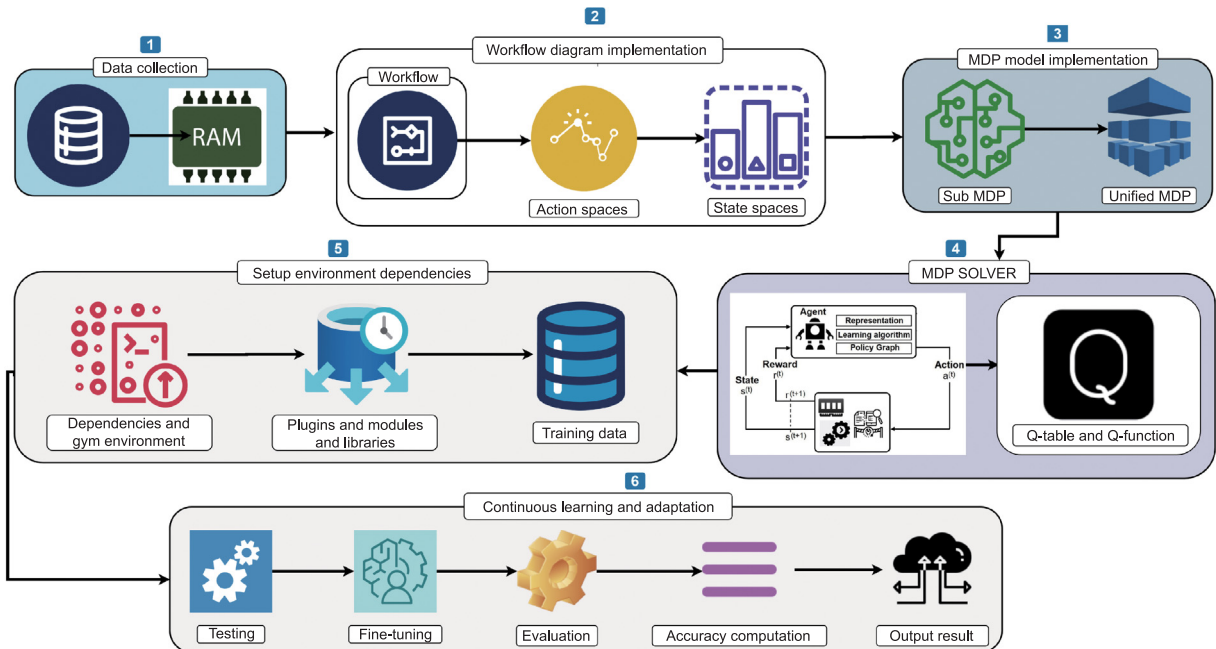 1
Data collection
RAM
2
Workflow diagram implementation
Workflow
Action spaces
State spaces
3
MDP model implementation
Sub MDP
Unified MDP
4
MDP SOLVER
Agent
Representation
Learning algorithm
Policy Graph
Reward
r(t)
State
s(t)
Action
a(t)
r(t+1)
s(t+1)
Q
Q-table and Q-function
5
Setup environment dependencies
Dependencies and
gym environment
Plugins and modules
and libraries
Training data
6
Continuous learning and adaptation
Testing
Fine-tuning
Evaluation
Accuracy computation
Output result